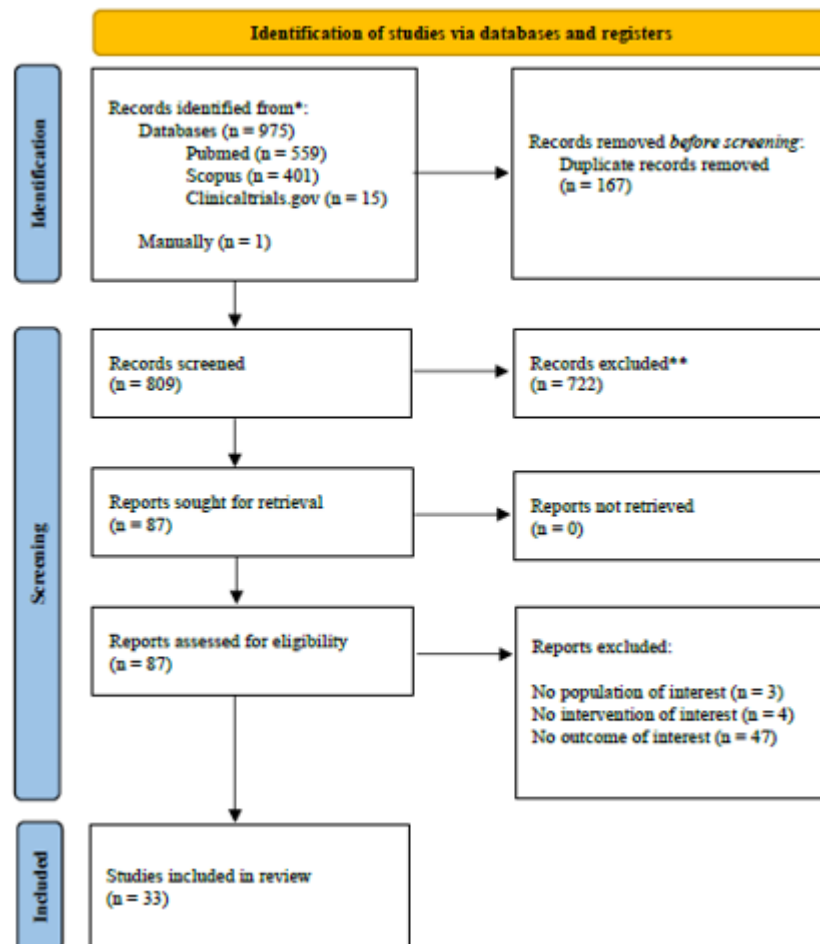 Identification of studies via databases and registers
Identification
Records identified from*:
Databases (n = 975)
Pubmed (n = 559)
Scopus (n = 401)
Clinicaltrials.gov (n = 15)
Manually (n = 1)
Records removed before screening:
Duplicate records removed
(n = 167)
Screening
Records screened
(n = 809)
Records excluded**
(n = 722)
Reports sought for retrieval
(n = 87)
Reports not retrieved
(n = 0)
Reports assessed for eligibility
(n = 87)
Reports excluded:
No population of interest (n = 3)
No intervention of interest (n = 4)
No outcome of interest (n = 47)
Included
Studies included in review
(n = 33)